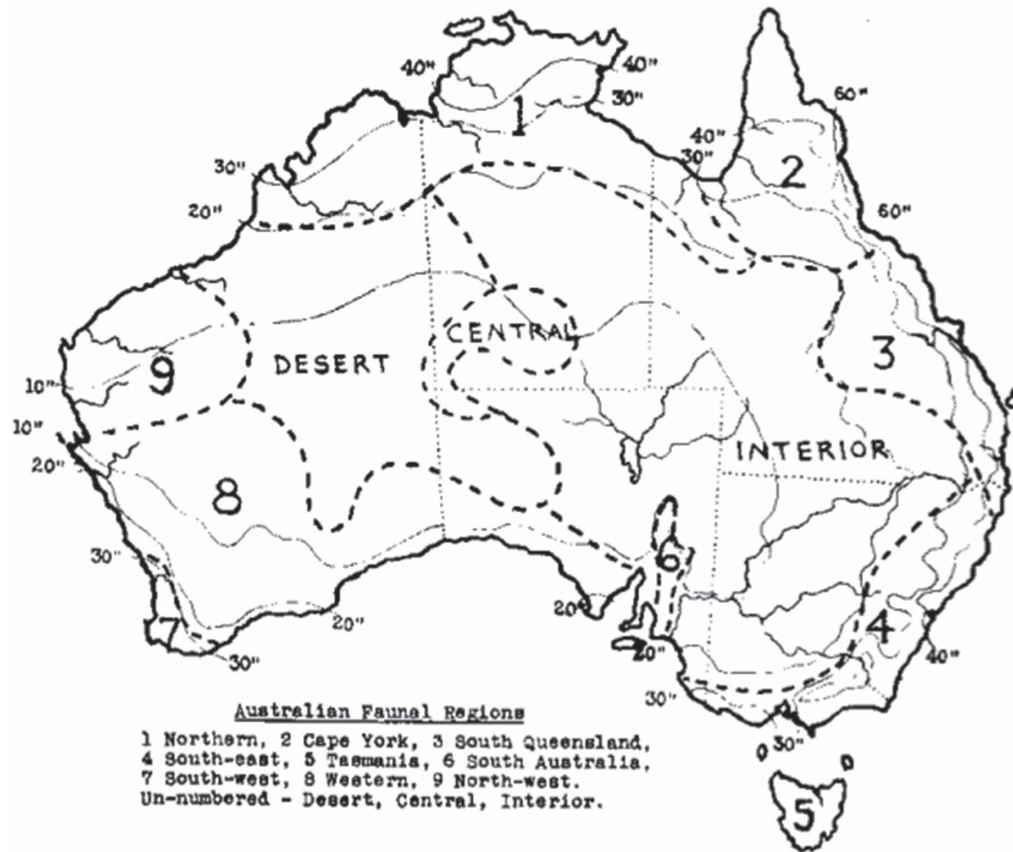 40" 40"
1 30"
60"
40"
30" 2
30"
20" 60"
CENTRAL
DESERT 3
9
10"
10"
INTERIOR
20"
8
30" 6
20" 4
7 20" 40"
30" 30"
Australian Faunal Regions
30"
1 Northern, 2 Cape York, 3 South Queensland,
4 South-east, 5 Tasmania, 6 South Australia,
7 South-west, 8 Western, 9 North-west.
Un-numbered - Desert, Central, Interior.
5